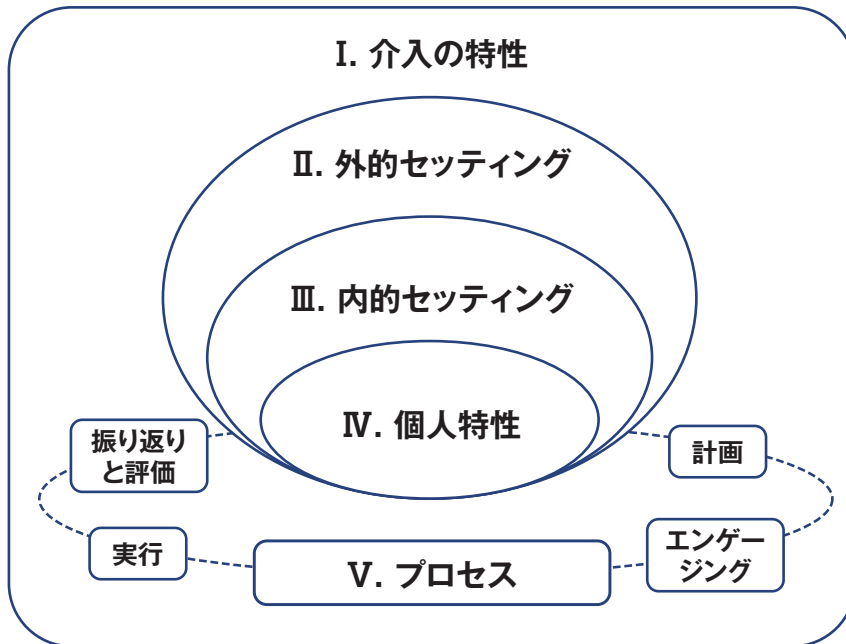 Ⅰ. 介入の特性
Ⅱ. 外的セッティング
Ⅲ. 内的セッティング
Ⅳ. 個人特性
振り返り
と評価
計画
実行
Ⅴ. プロセス
エンゲー
ジング